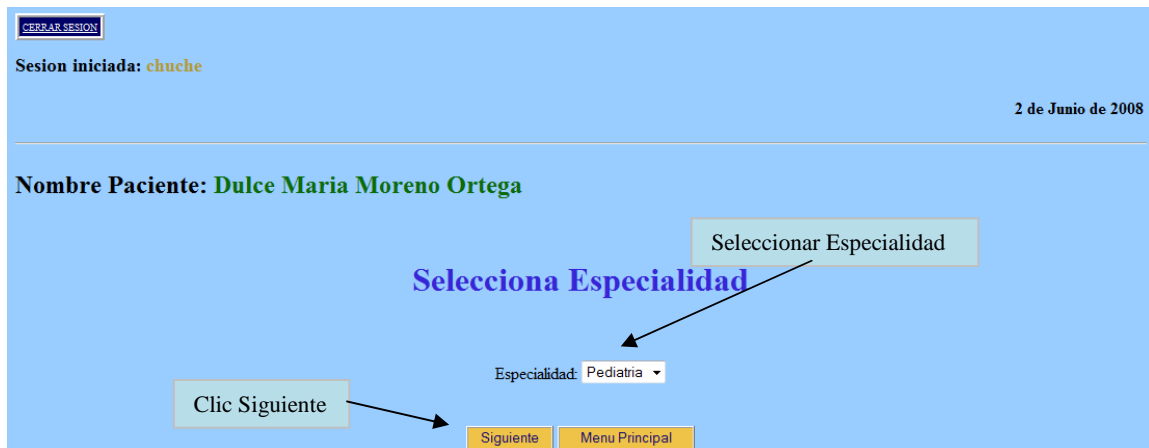 CERRAR SESION
Sesion iniciada: chuche
2 de Junio de 2008
Nombre Paciente: Dulce Maria Moreno Ortega
Seleccionar Especialidad
Selecciona Especialidad
Especialidad: Pediatria
Clic Siguiente
Siguiente Menu Principal